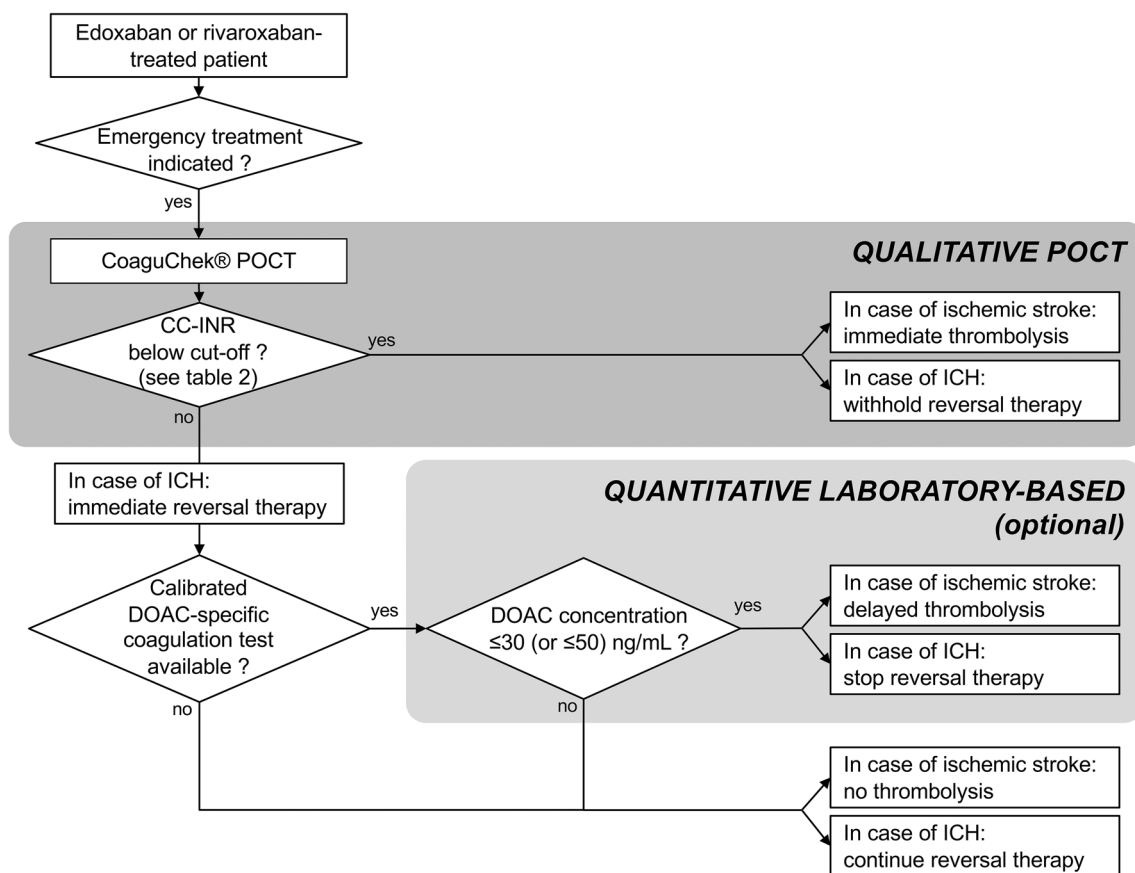 Edoxaban or rivaroxaban-
treated patient
Emergency treatment
indicated ?
yes
QUALITATIVE POCT
CoaguChek® POCT
CC-INR
below cut-off ?
(see table 2)
yes
In case of ischemic stroke:
immediate thrombolysis
In case of ICH:
withhold reversal therapy
no
In case of ICH:
immediate reversal therapy
QUANTITATIVE LABORATORY-BASED
(optional)
Calibrated
DOAC-specific
coagulation test
available ?
yes
DOAC concentration
≤30 (or ≤50) ng/mL ?
yes
In case of ischemic stroke:
delayed thrombolysis
In case of ICH:
stop reversal therapy
no
no
In case of ischemic stroke:
no thrombolysis
In case of ICH:
continue reversal therapy